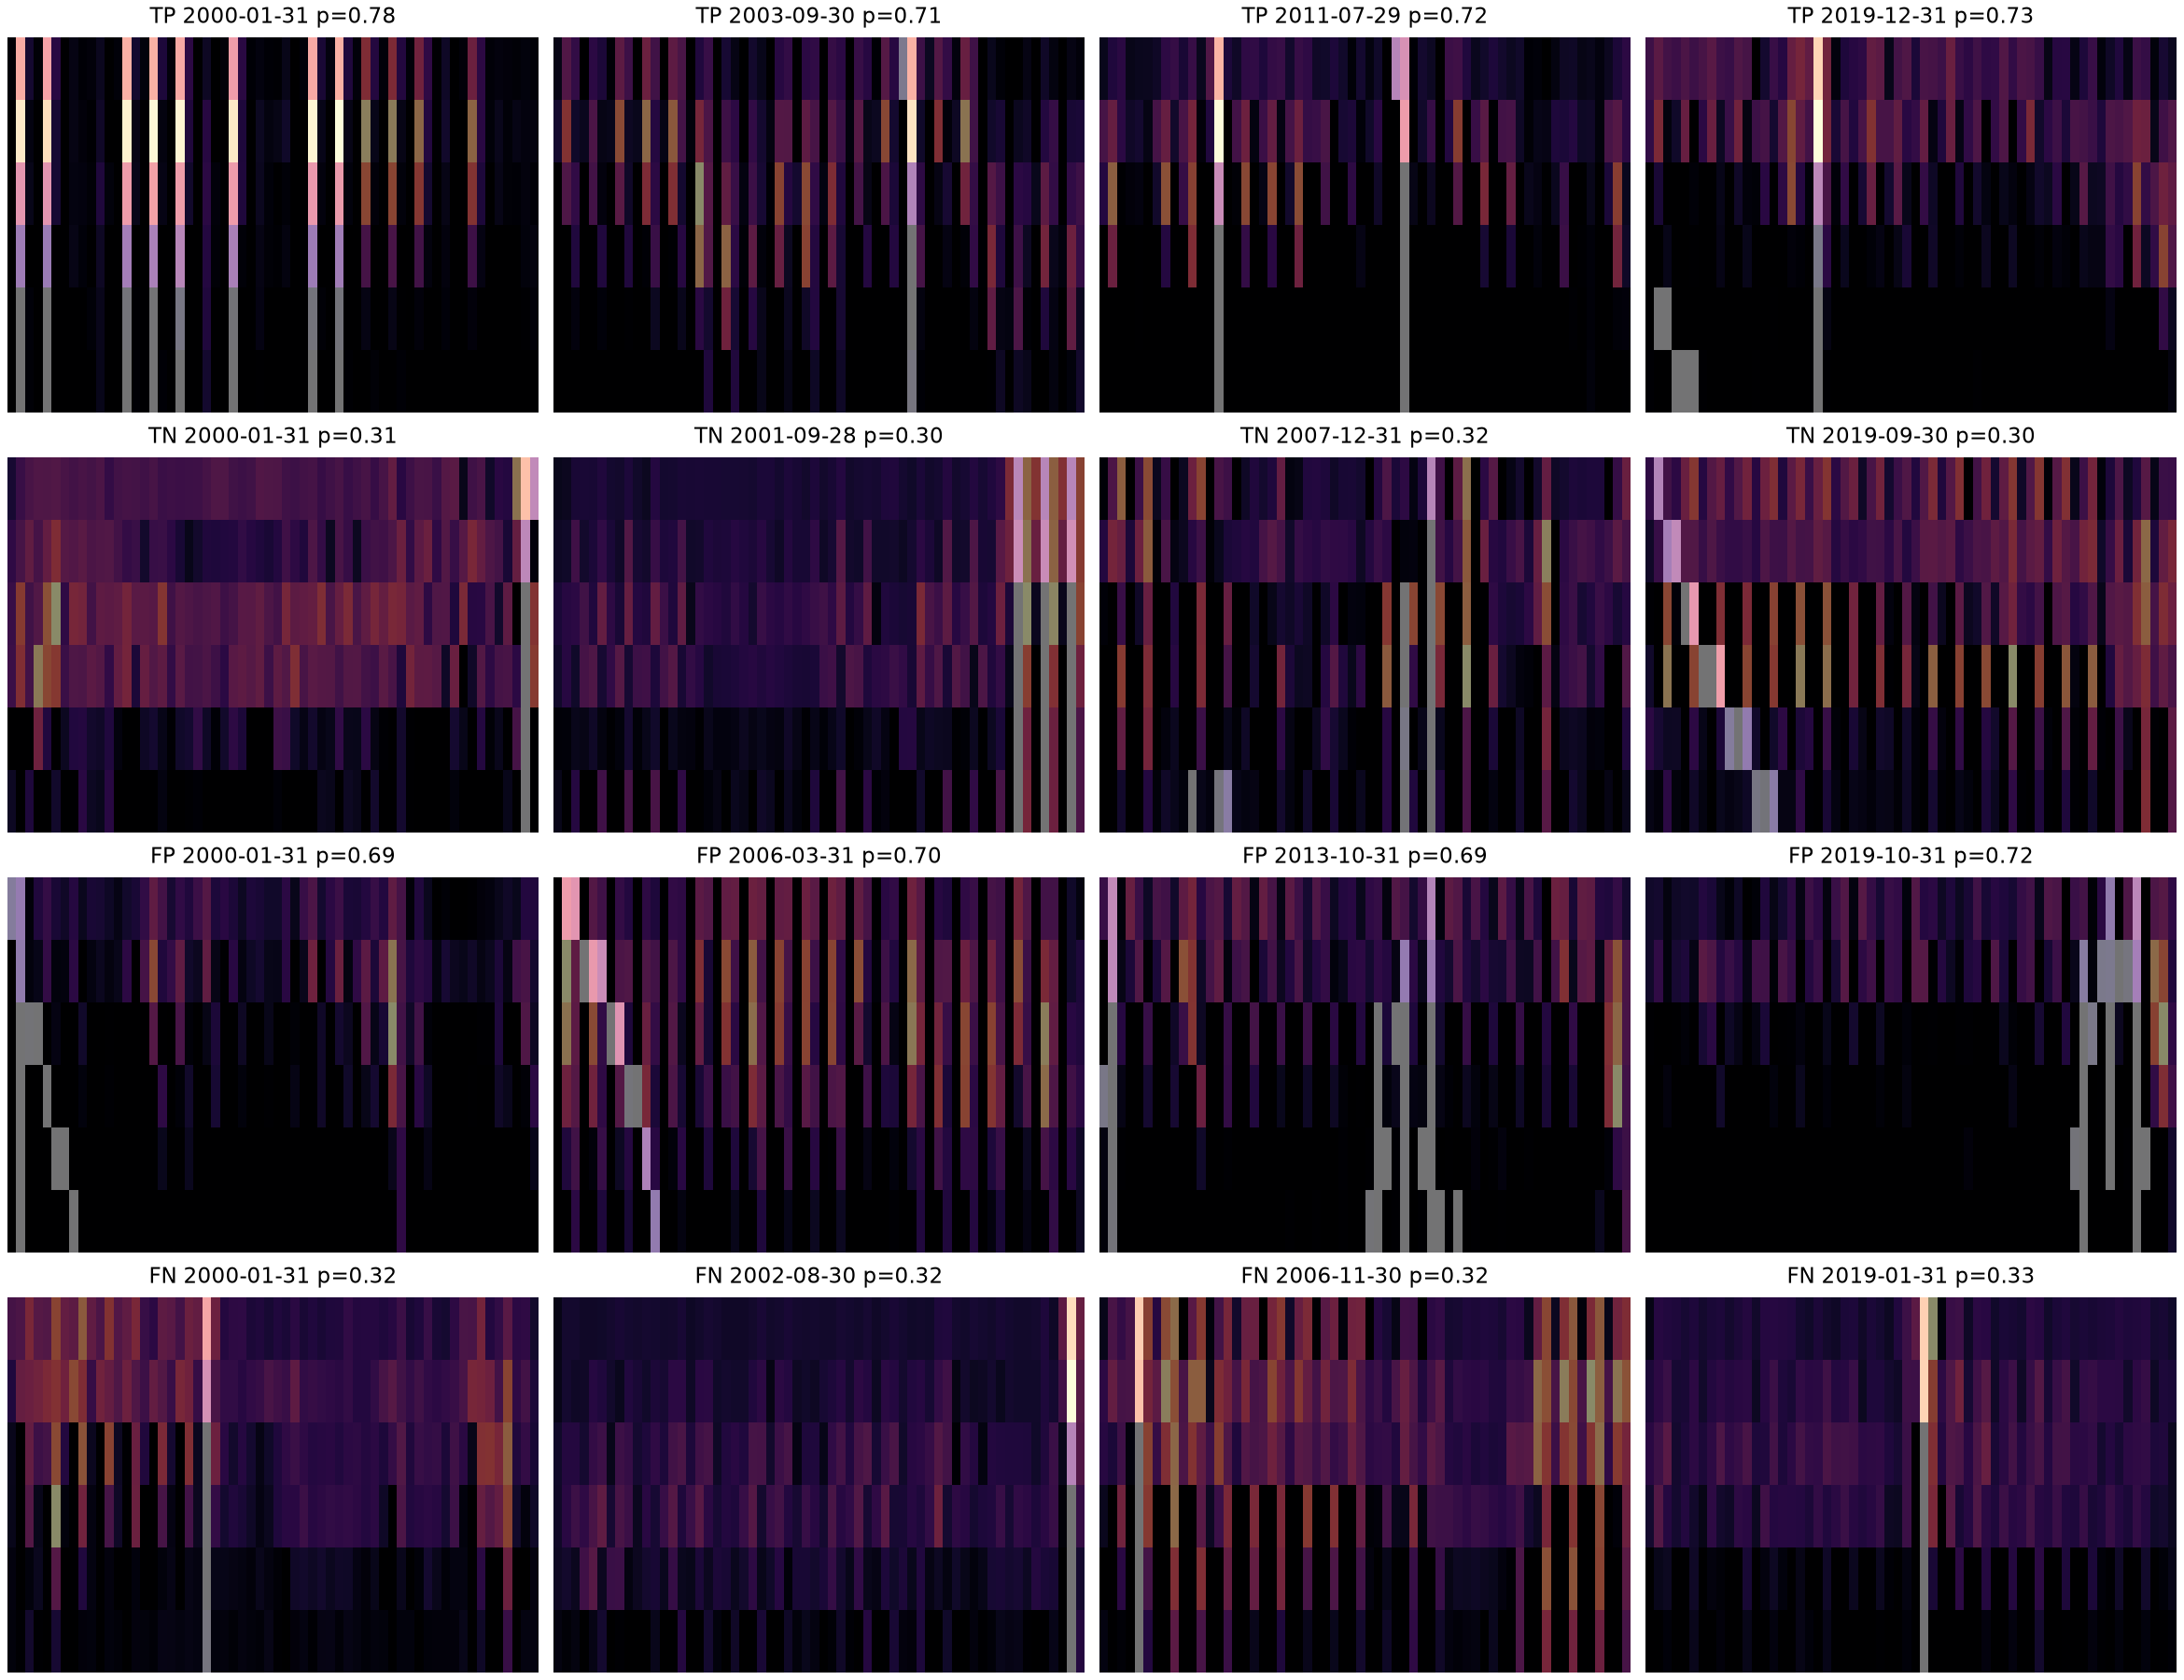 TP 2000-01-31 p=0.78
TP 2003-09-30 p=0.71
TP 2011-07-29 p=0.72
TP 2019-12-31 p=0.73
TN 2000-01-31 p=0.31
TN 2001-09-28 p=0.30
TN 2007-12-31 p=0.32
TN 2019-09-30 p=0.30
FP 2000-01-31 p=0.69
FP 2006-03-31 p=0.70
FP 2013-10-31 p=0.69
FP 2019-10-31 p=0.72
FN 2000-01-31 p=0.32
FN 2002-08-30 p=0.32
FN 2006-11-30 p=0.32
FN 2019-01-31 p=0.33